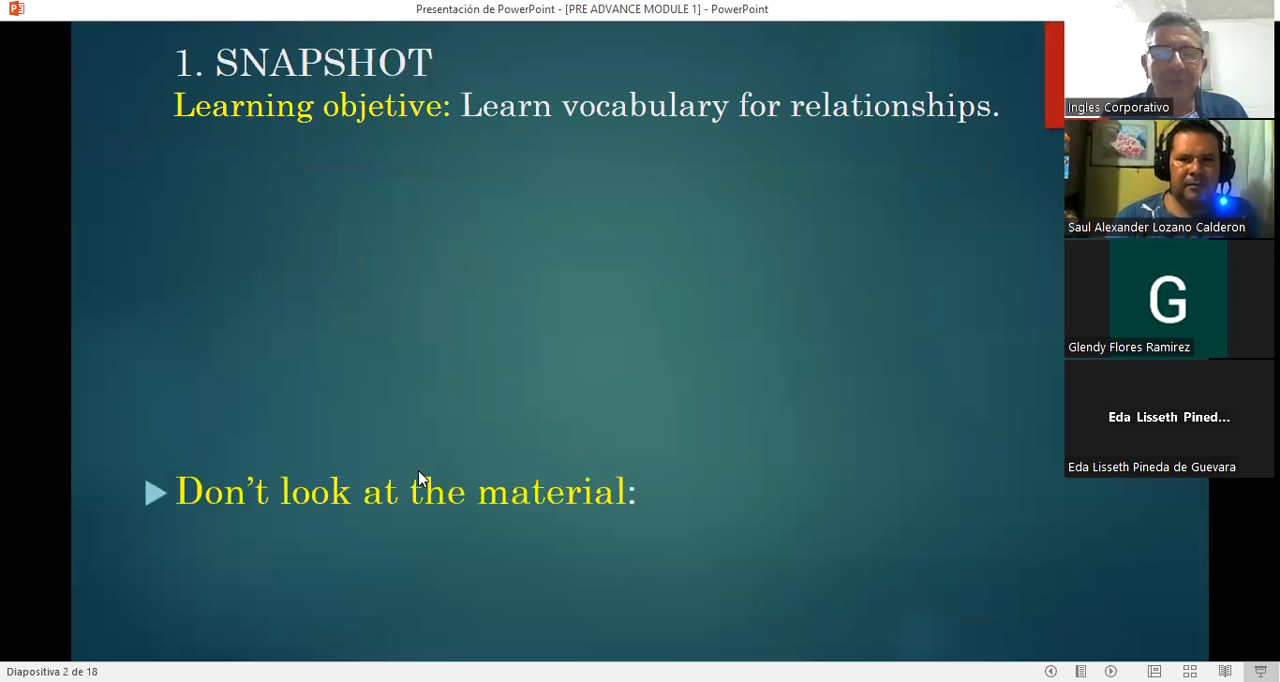 Presentación de PowerPoint - [PRE ADVANCE MODULE 1] - PowerPoint
1. SNAPSHOT
Learning objetive: Learn vocabulary for relationships.
Don't look at the material:
Ingles Corporativo
Saul Alexander Lozano Calderon
G
Glendy Flores Ramirez
Eda Lisseth Pined...
Eda Lisseth Pineda de Guevara
Diapositiva 2 de 18